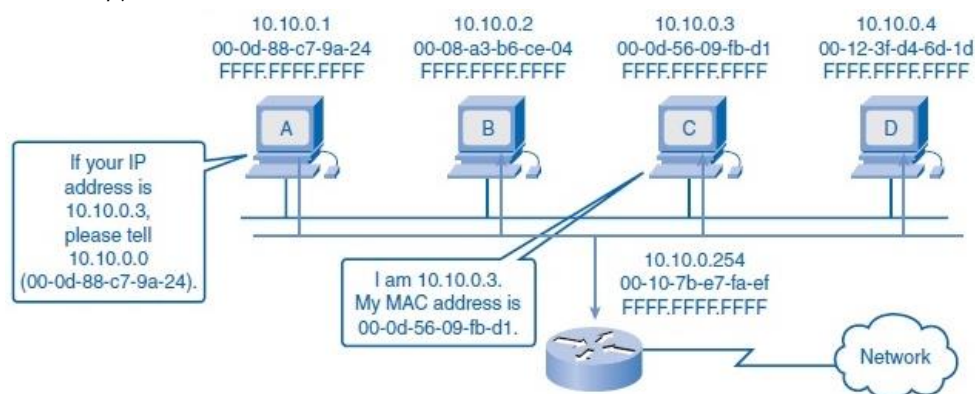 10.10.0.1
00-0d-88-c7-9a-24
FFFF.FFFF.FFFF
10.10.0.2
00-08-a3-b6-ce-04
FFFF.FFFF.FFFF
10.10.0.3
00-0d-56-09-fb-d1
FFFF.FFFF.FFFF
10.10.0.4
00-12-3f-d4-6d-1d
FFFF.FFFF.FFFF
A
B
C
D
If your IP
address is
10.10.0.3,
please tell
10.10.0.0
(00-0d-88-c7-9a-24).
I am 10.10.0.3.
My MAC address is
00-0d-56-09-fb-d1.
10.10.0.254
00-10-7b-e7-fa-ef
FFFF.FFFF.FFFF
Network